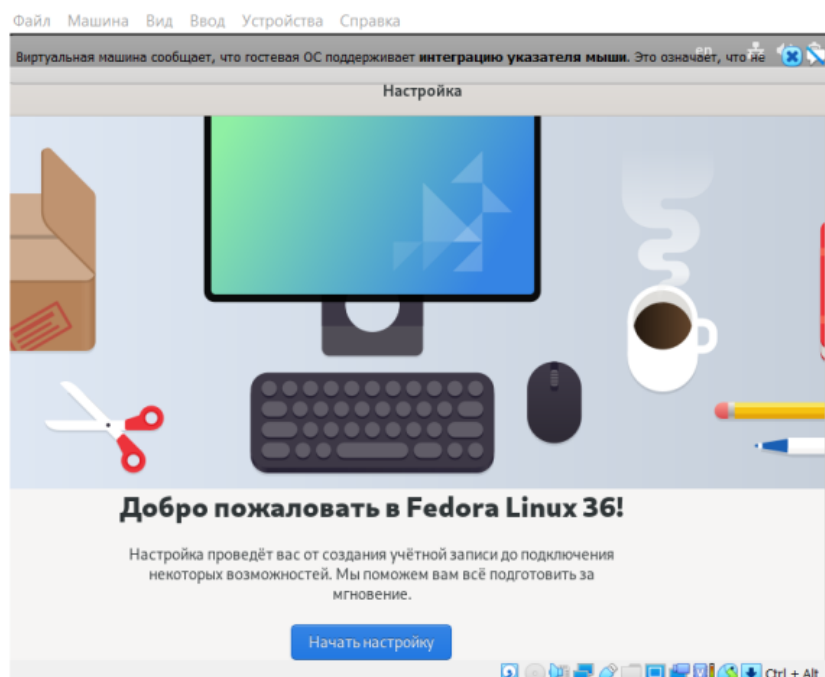 Файл Машина Вид Ввод Устройства Справка
en
Виртуальная машина сообщает, что гостевая ОС поддерживает интеграцию указателя мыши. Это означает, что не
Настройка
Добро пожаловать в Fedora Linux 36!
Настройка проведёт вас от создания учётной записи до подключения
некоторых возможностей. Мы поможем вам всё подготовить за
мгновение.
Начать настройку
Ctrl + Alt